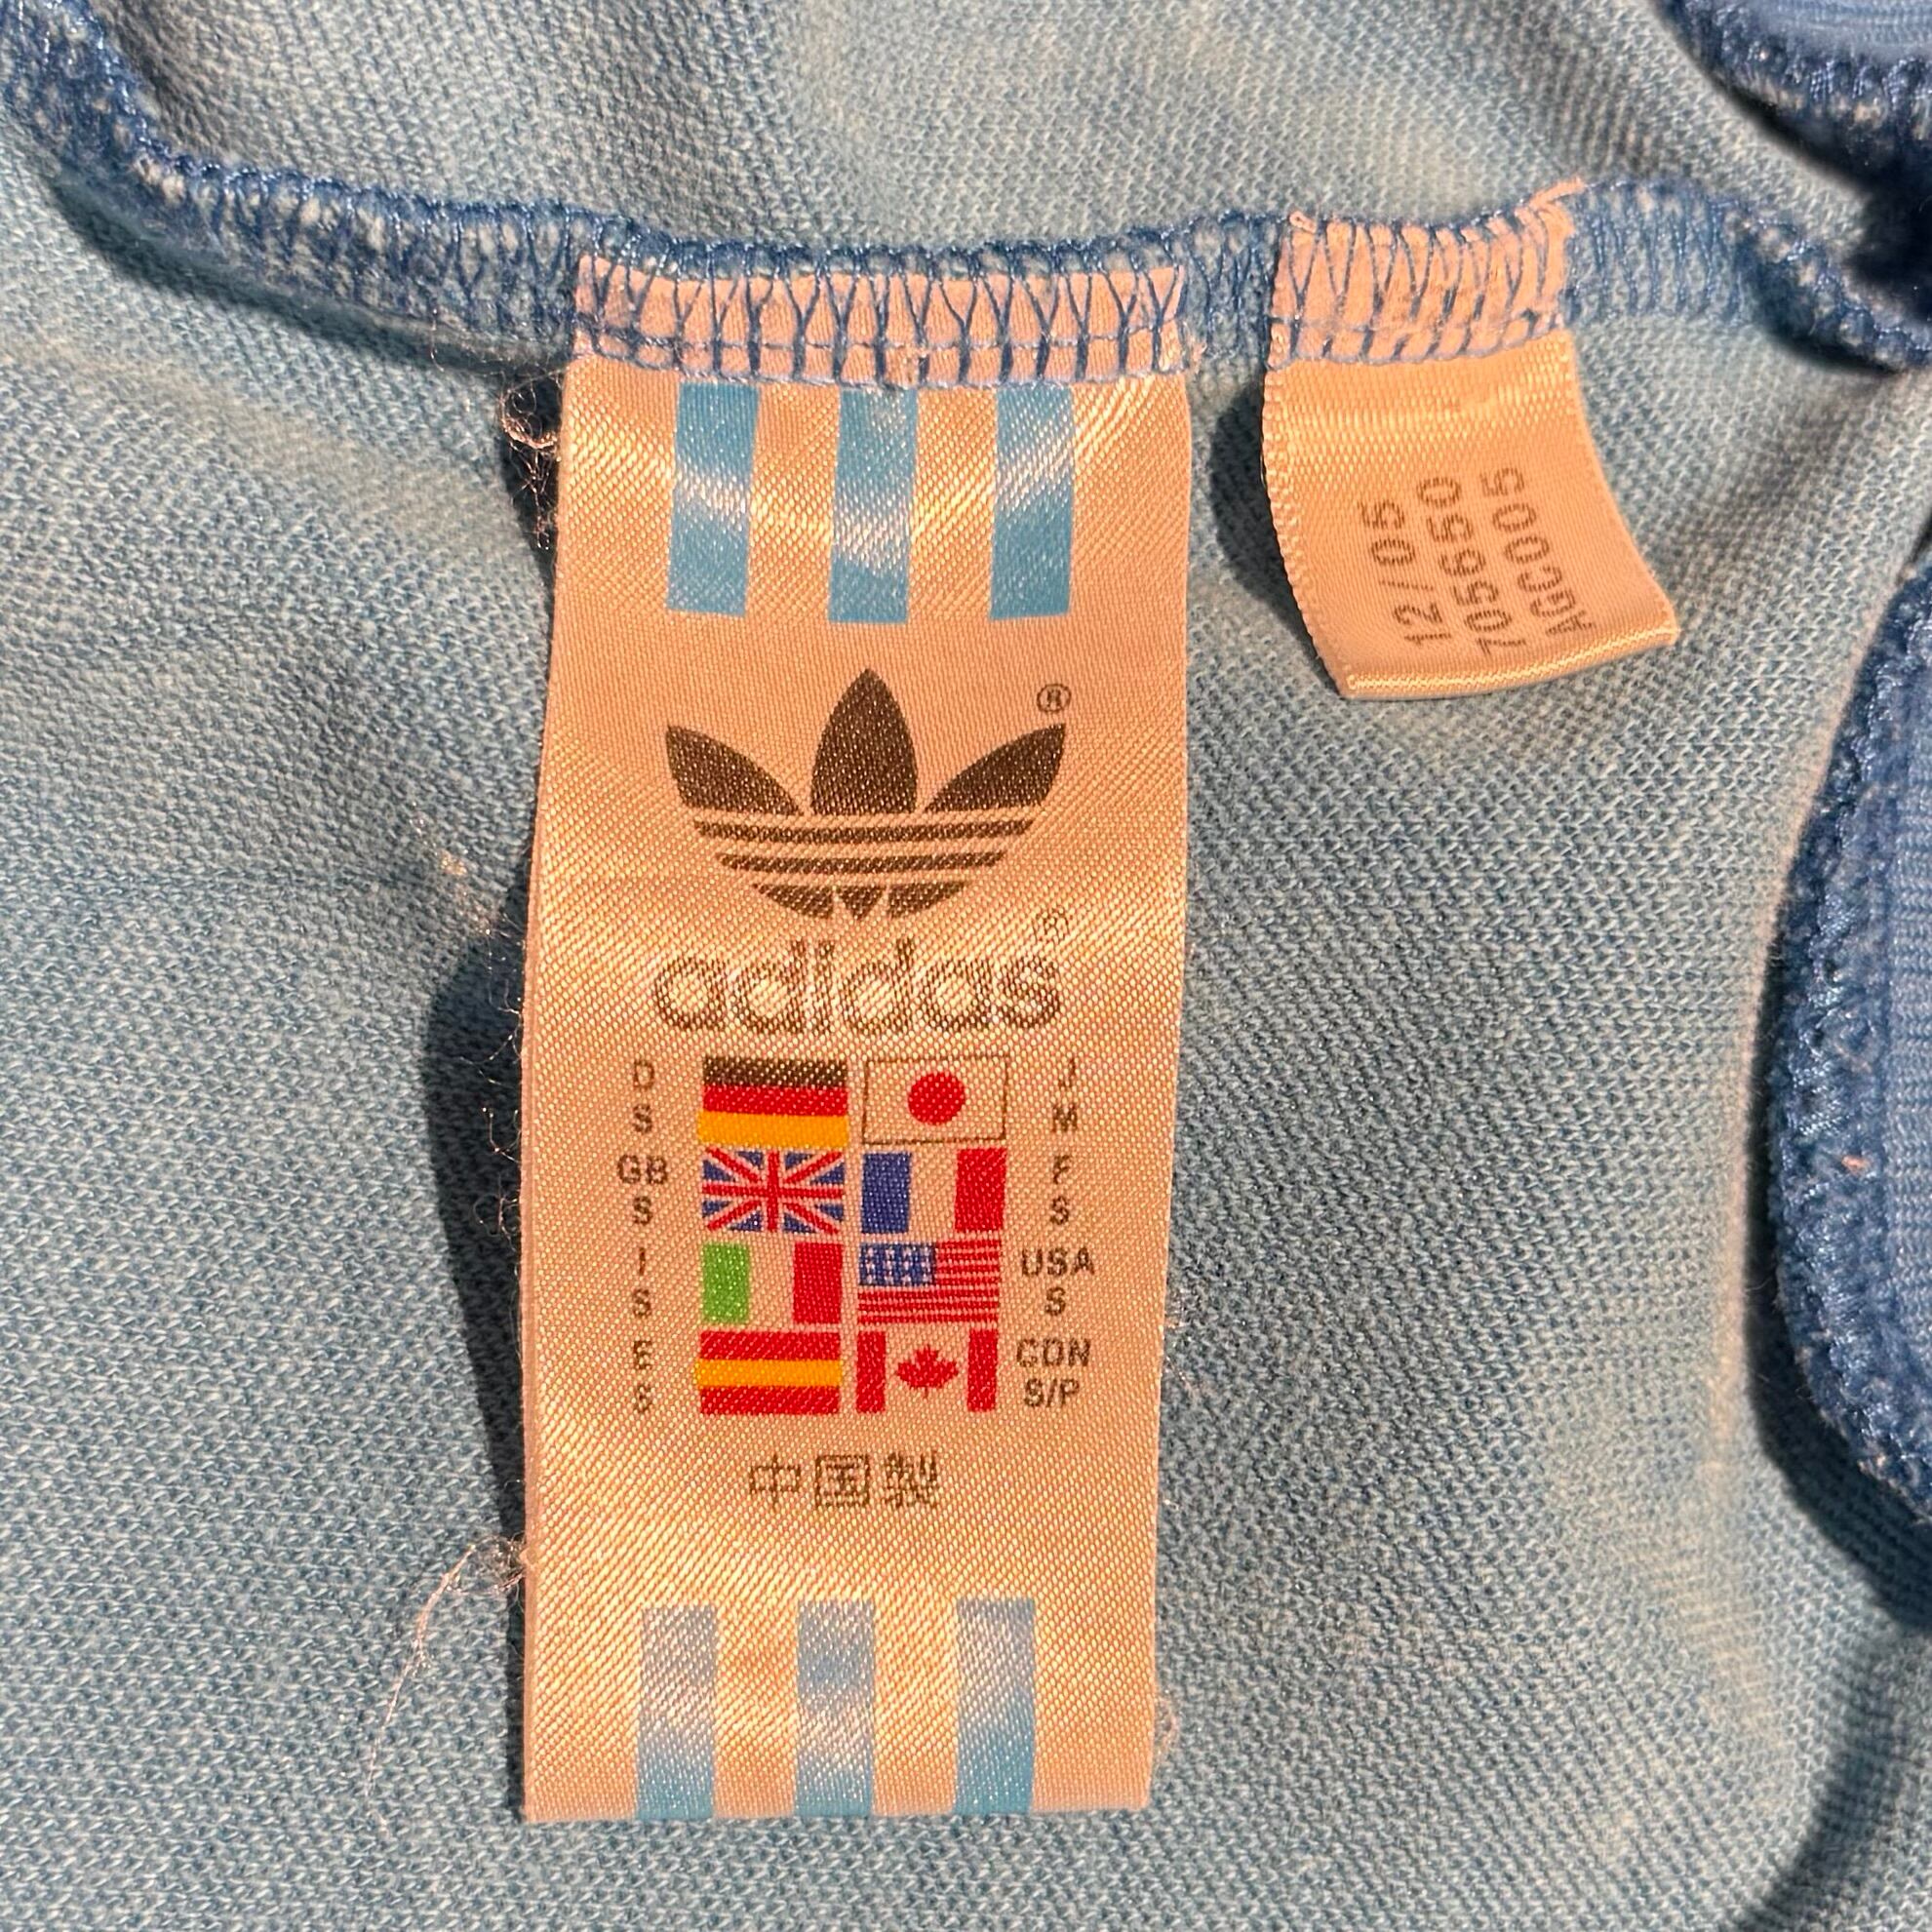 ®
adidas®
D
S
J
M
GB
S
F
S
I
S
USA
S
E
S
CDN
S/P
中国製
12/05
705650
AGC005